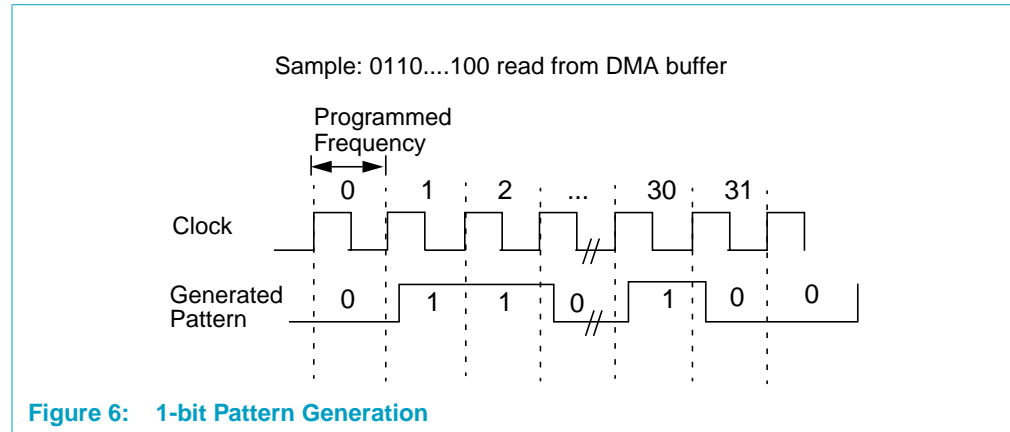 Sample: 0110....100 read from DMA buffer
Programmed
Frequency
0 1 2 ... 30 31
Clock
Generated
Pattern
0 1 1 0 1 0 0
Figure 6: 1-bit Pattern Generation